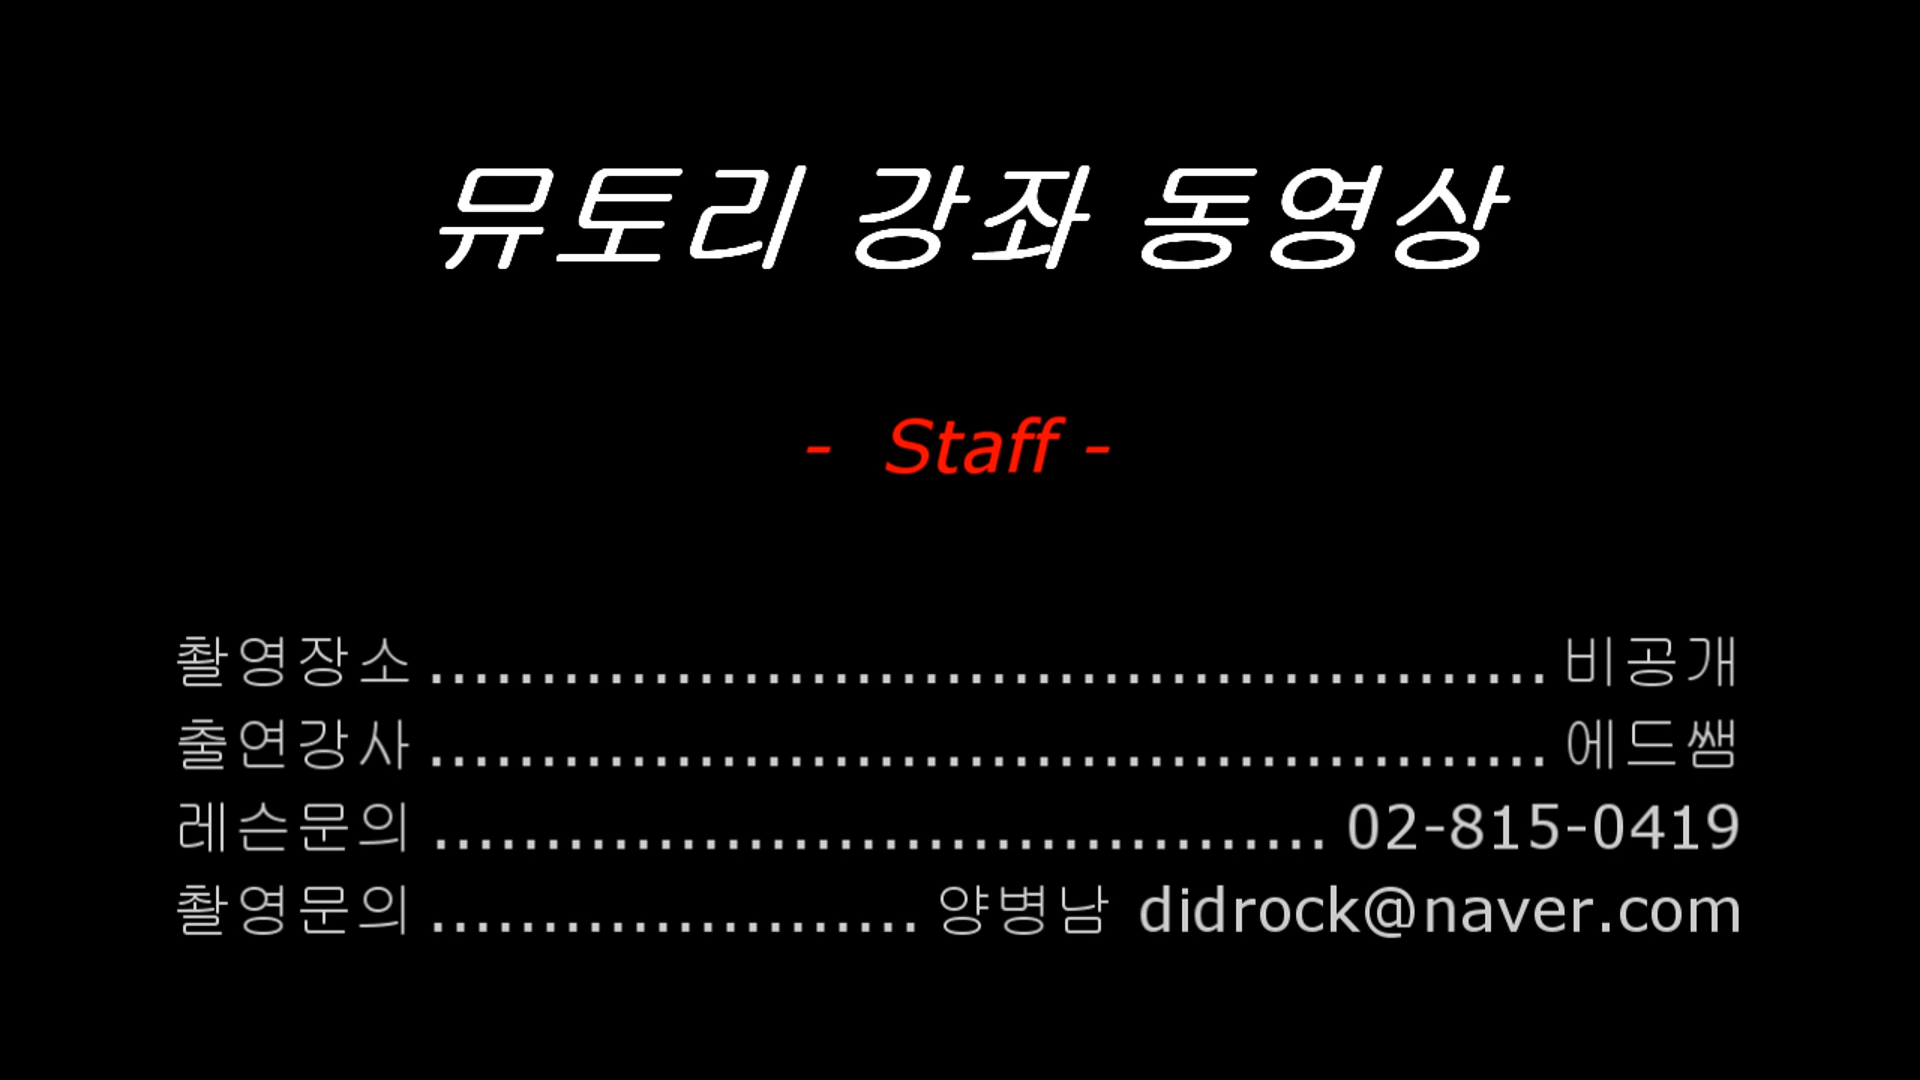 뮤토리 강좌 동영상
- Staff -
촬영장소 .................................................. 비공개
출연강사 .................................................. 에드쌤
레슨문의 ........................................ 02-815-0419
촬영문의 ...................... 양병남 didrock@naver.com